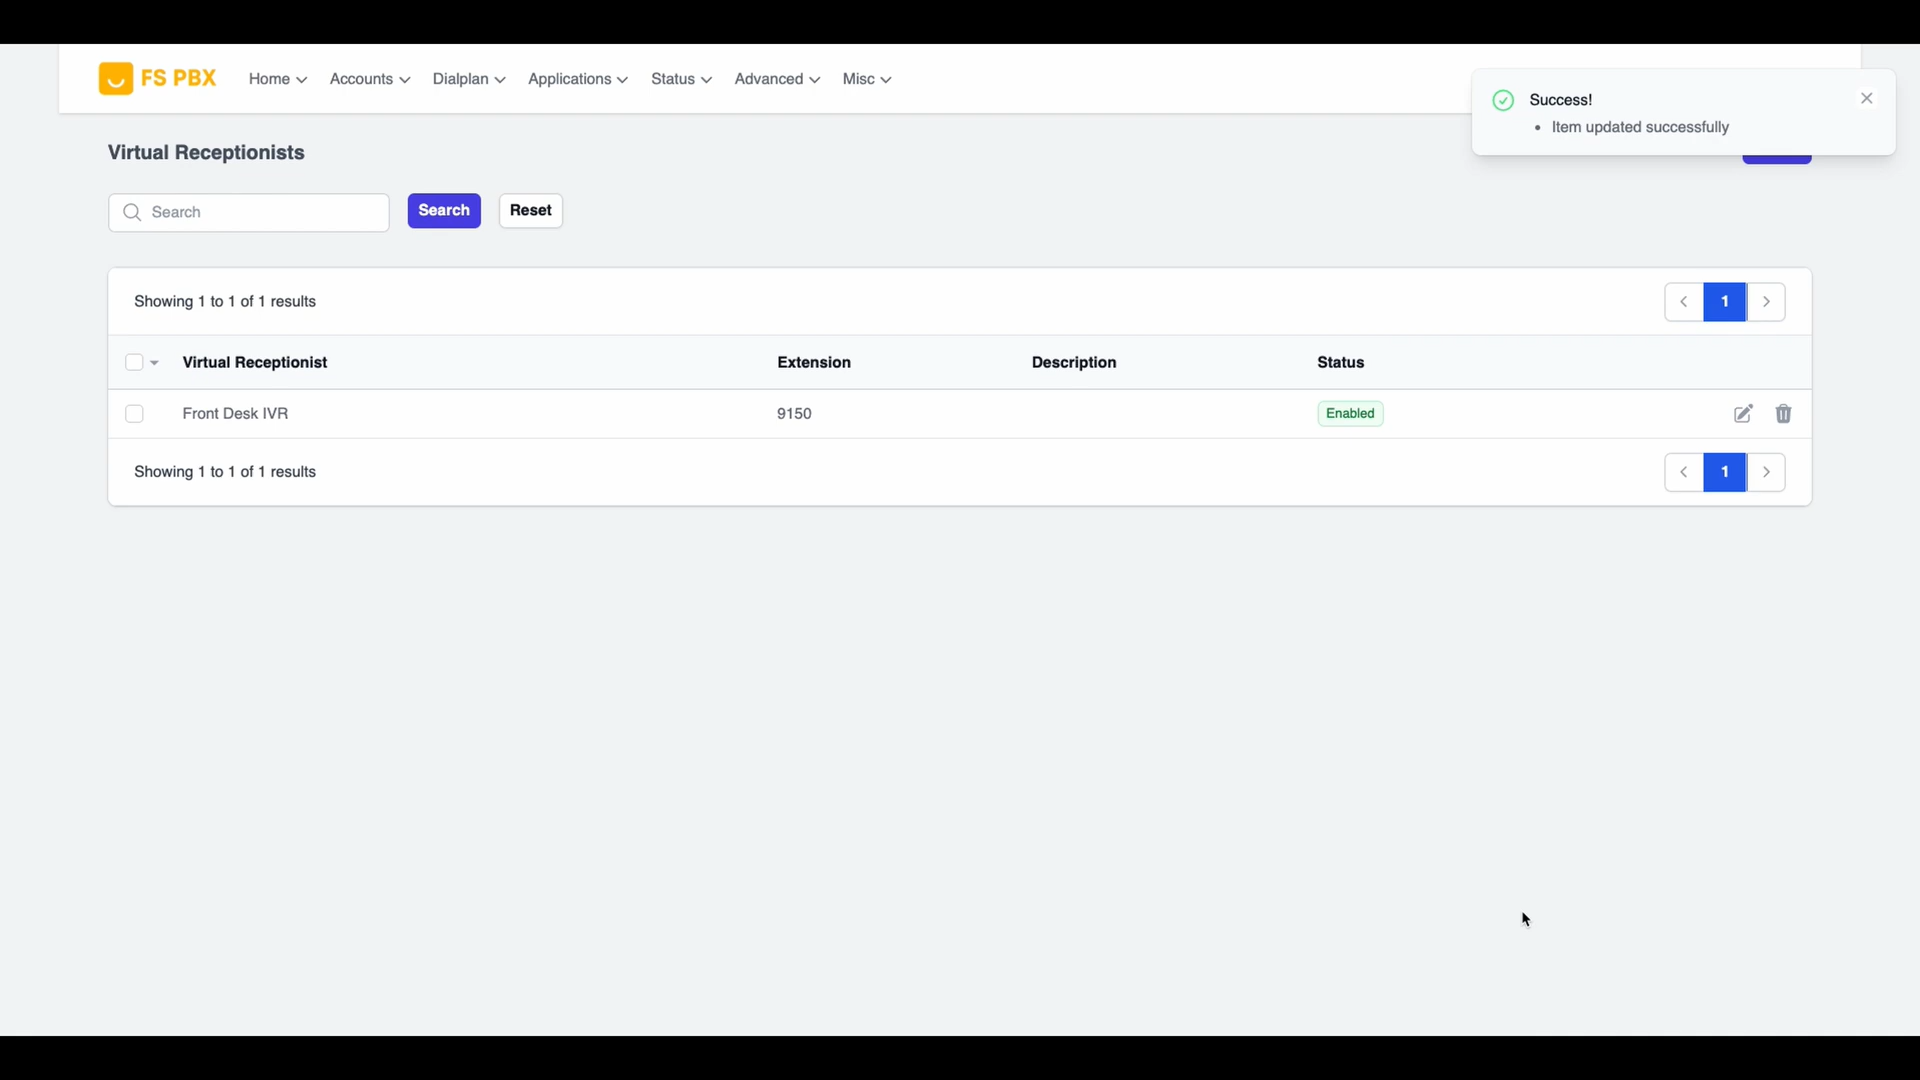 FS PBX
Home
Accounts
Dialplan
Applications
Status
Advanced
Misc
Success!
• Item updated successfully
Virtual Receptionists
Search
Search
Reset
Showing 1 to 1 of 1 results
1
Virtual Receptionist
Extension
Description
Status
Front Desk IVR
9150
Enabled
Showing 1 to 1 of 1 results
1